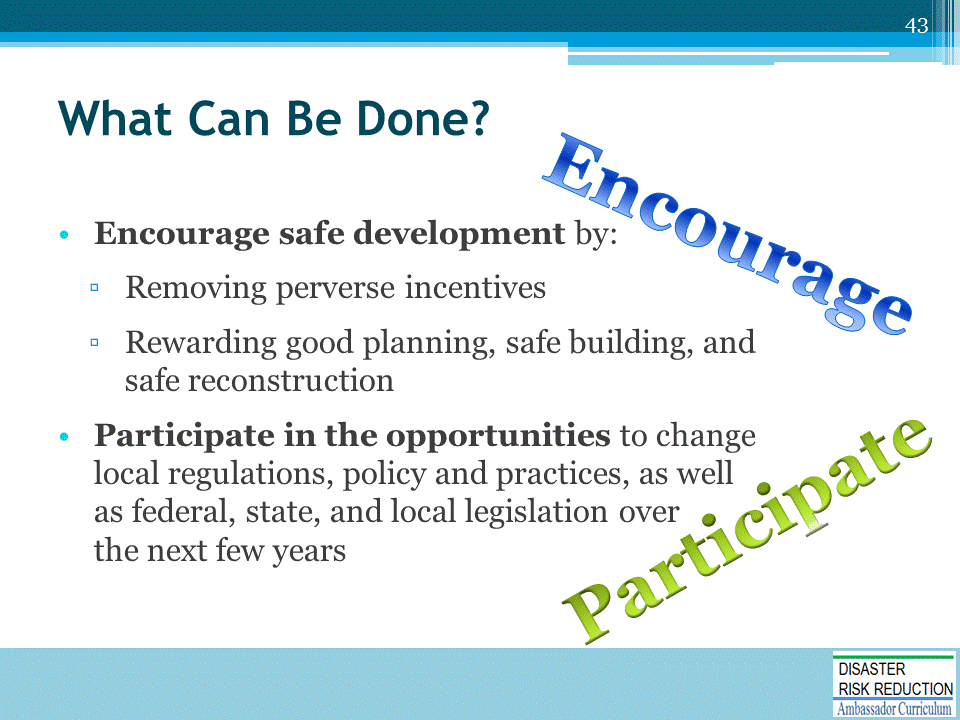 43
What Can Be Done?
Encourage
• Encourage safe development by:
▫ Removing perverse incentives
▫ Rewarding good planning, safe building, and
safe reconstruction
• Participate in the opportunities to change
local regulations, policy and practices, as well
as federal, state, and local legislation over
the next few years
Participate
DISASTER
RISK REDUCTION
Ambassador Curriculum